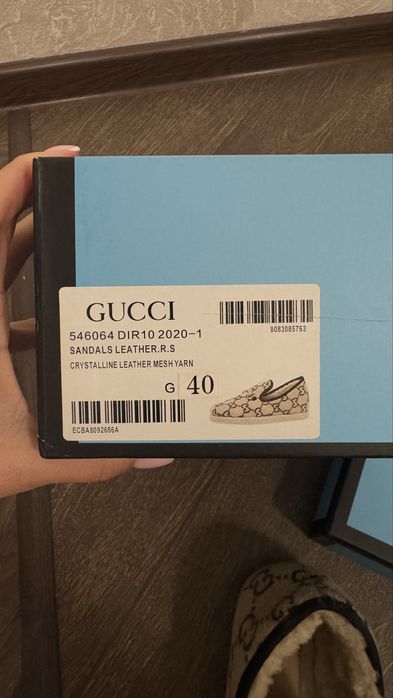 GUCCI
8083085763
546064 DIR10 2020-1
SANDALS LEATHER.R.S
CRYSTALLINE LEATHER MESH YARN
G 40
ECBA8092656A